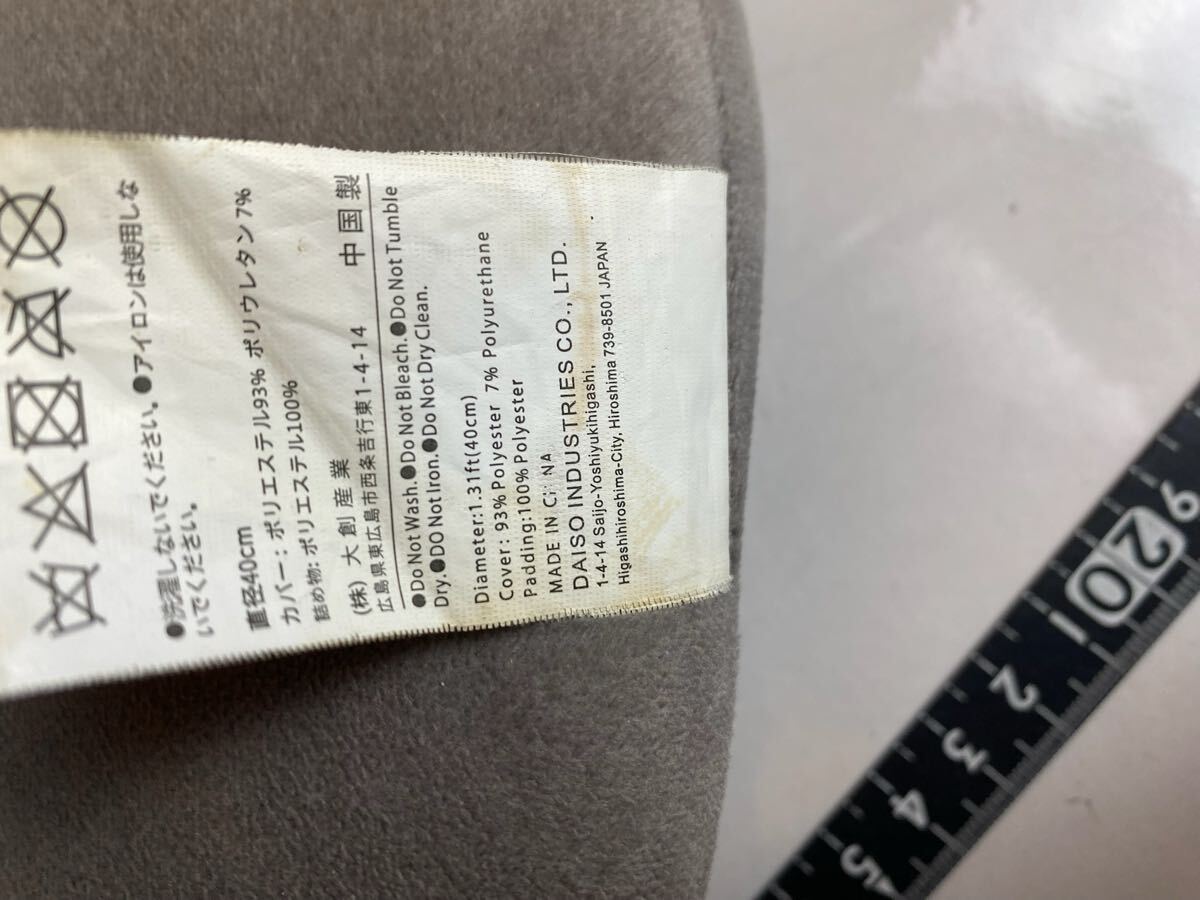 ●洗濯しないでください。●アイロンは使用しな
いでください。
直径40cm
カバー：ポリエステル93% ポリウレタン7%
詰め物:ポリエステル100%
(株) 大創産業 中国製
広島県東広島市西条吉行東1-4-14
●Do Not Wash.●Do Not Bleach.●Do Not Tumble
Dry.●DO Not Iron.●Do Not Dry Clean.
Diameter:1.31ft(40cm)
Cover: 93% Polyester 7% Polyurethane
Padding:100% Polyester
MADE IN CHINA
DAISO INDUSTRIES CO., LTD.
1-4-14 Saijo-Yoshiyukihigashi,
Higashihiroshima-City, Hiroshima 739-8501 JAPAN
9
20
1
2
3
4
5